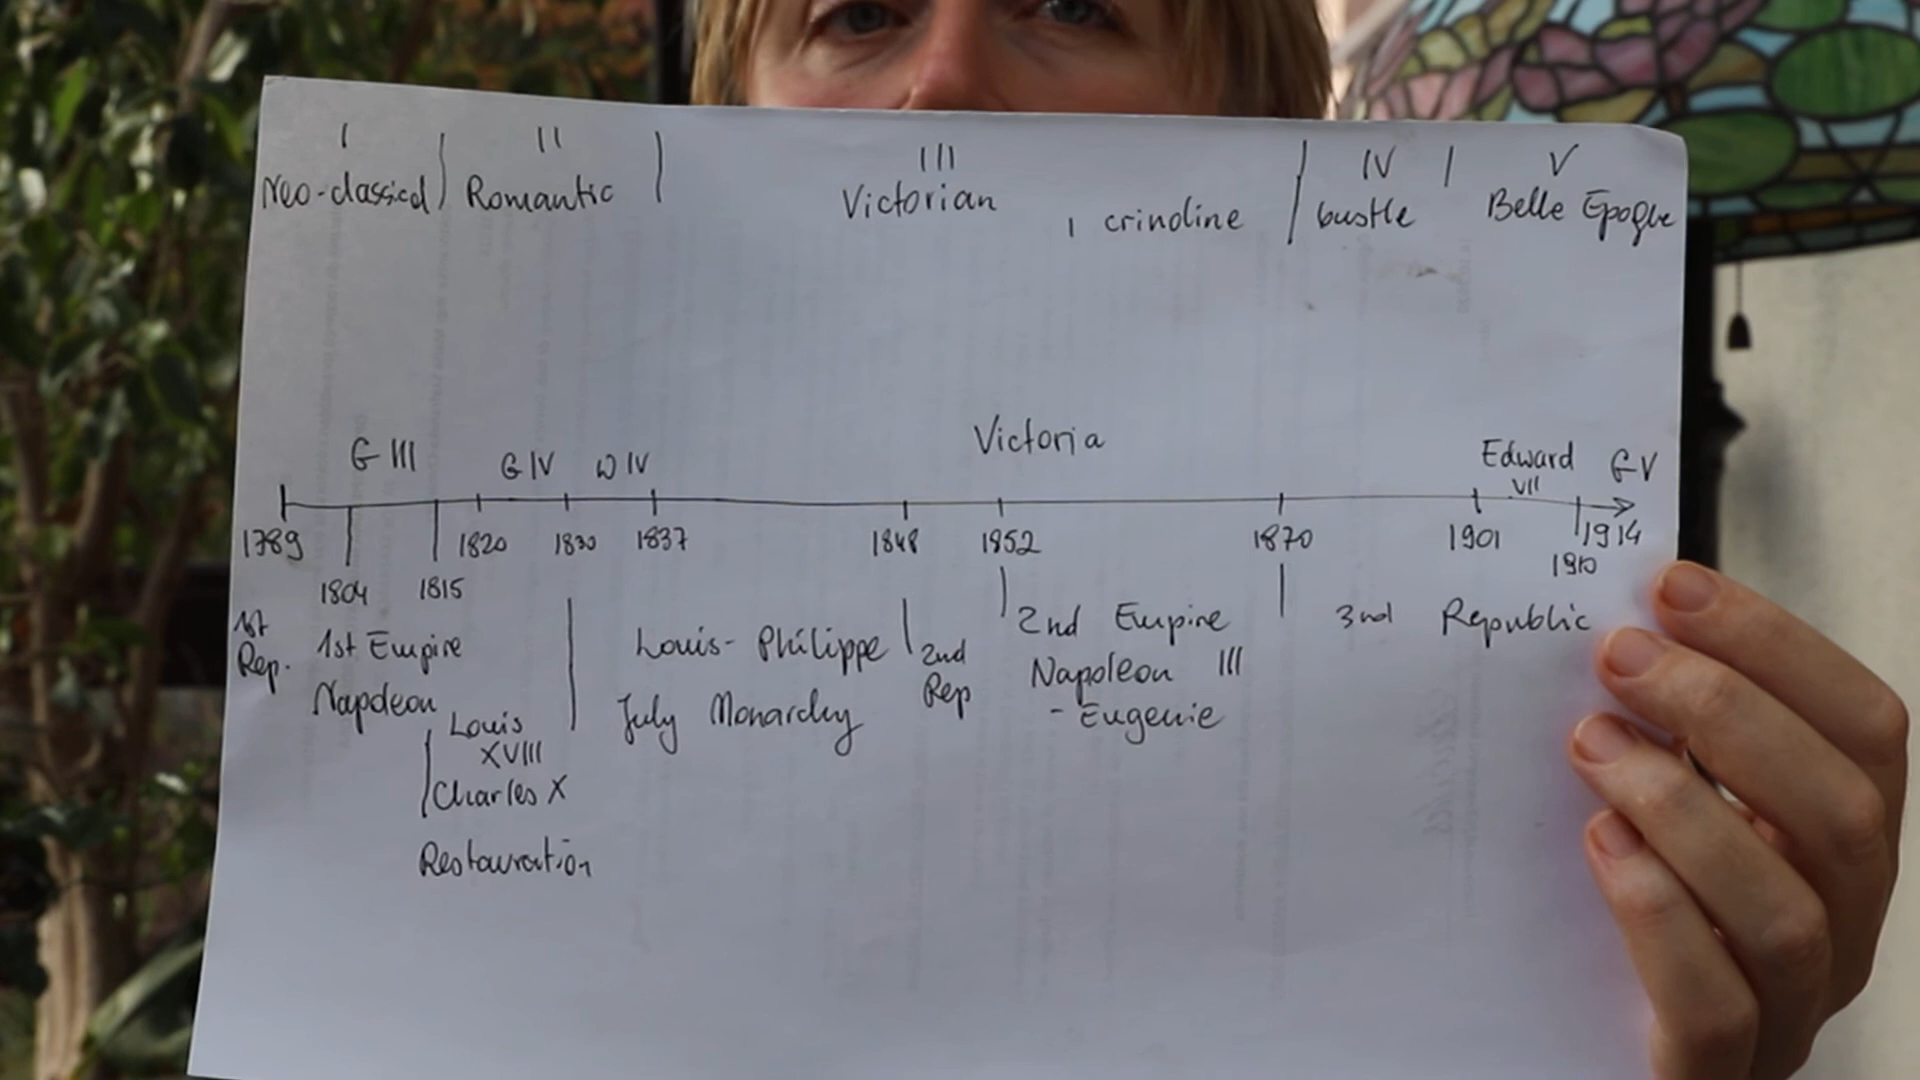 I II III IV V
Neo-classical Romantic Victorian crinoline bustle Belle Epoque
Victoria
G III G IV W IV Edward VII G V
1789 1804 1815 1820 1830 1837 1848 1852 1870 1901 1910 1914
1st Rep.
1st Empire
Napoleon
Louis XVIII
Charles X
Restauration
Louis-Philippe
July Monarchy
2nd Rep
2nd Empire
Napoleon III
- Eugenie
3nd Republic